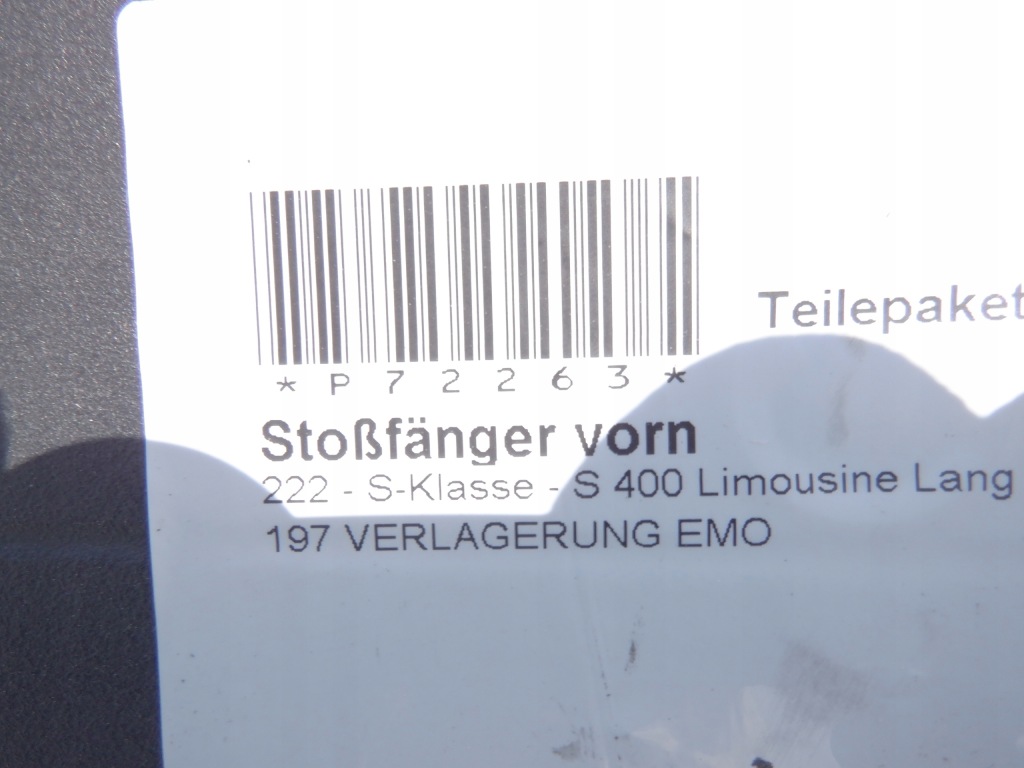 Teilepaket
*P72263*
Stoßfänger vorn
222 - S-Klasse - S 400 Limousine Lang
197 VERLAGERUNG EMO